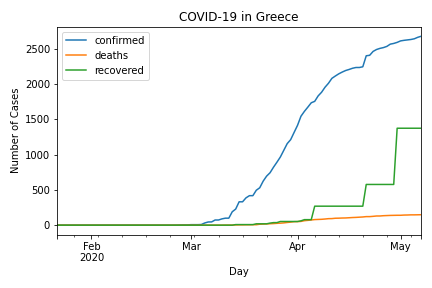 COVID-19 in Greece
confirmed
deaths
recovered
Number of Cases
2500
2000
1500
1000
500
0
Feb
2020
Mar
Apr
May
Day